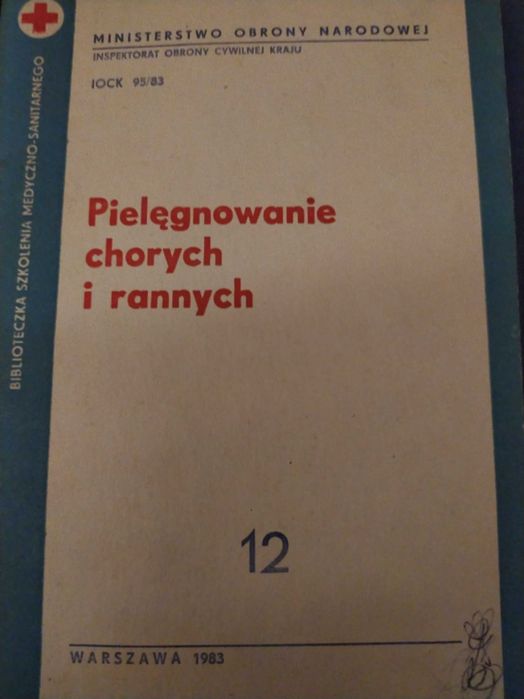 MINISTERSTWO OBRONY NARODOWEJ
INSPEKTORAT OBRONY CYWILNEJ KRAJU
IOCK 95/83
BIBLIOTECZKA SZKOLENIA MEDYCZNO-SANITARNEGO
Pielęgnowanie
chorych
i rannych
12
WARSZAWA 1983